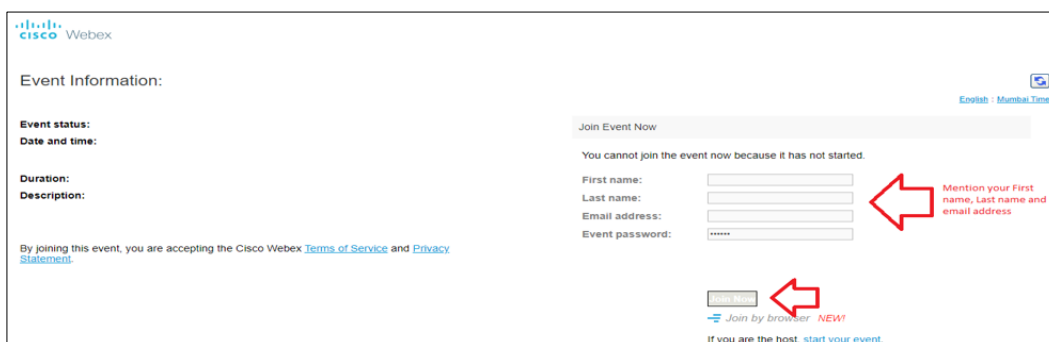 cisco Webex
Event Information:
English : Mumbai Time
Event status:
Date and time:
Duration:
Description:
By joining this event, you are accepting the Cisco Webex Terms of Service and Privacy
Statement.
Join Event Now
You cannot join the event now because it has not started.
First name:
Last name:
Email address:
Event password: ••••••
Mention your First
name, Last name and
email address
Join Now
Join by browser NEW!
If you are the host, start your event.